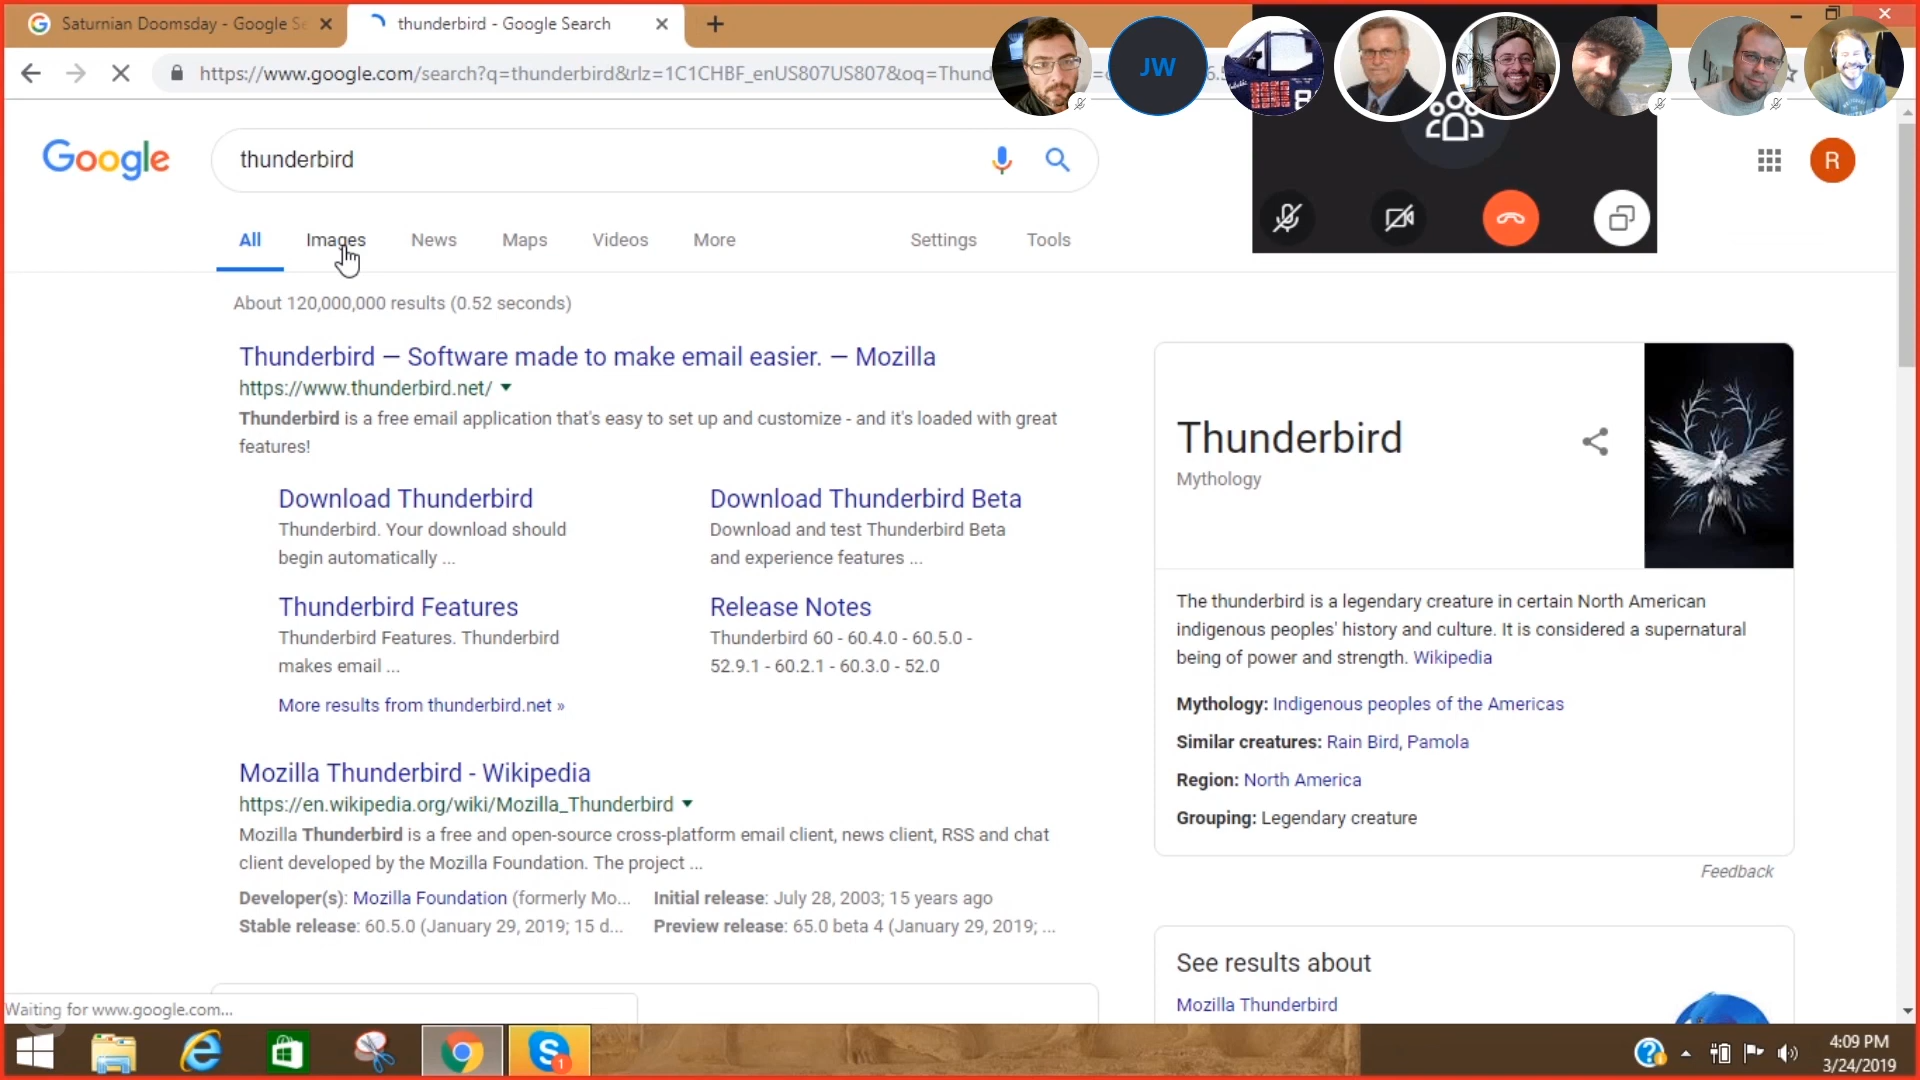 Saturnian Doomsday - Google Se
thunderbird - Google Search
https://www.google.com/search?q=thunderbird&rlz=1C1CHBF_enUS807US807&oq=Thund
JW
Google
thunderbird
R
All Images News Maps Videos More Settings Tools
About 120,000,000 results (0.52 seconds)
Thunderbird — Software made to make email easier. — Mozilla
https://www.thunderbird.net/
Thunderbird is a free email application that's easy to set up and customize - and it's loaded with great
features!
Download Thunderbird
Thunderbird. Your download should
begin automatically ...
Download Thunderbird Beta
Download and test Thunderbird Beta
and experience features ...
Thunderbird Features
Thunderbird Features. Thunderbird
makes email ...
Release Notes
Thunderbird 60 - 60.4.0 - 60.5.0 -
52.9.1 - 60.2.1 - 60.3.0 - 52.0
More results from thunderbird.net »
Mozilla Thunderbird - Wikipedia
https://en.wikipedia.org/wiki/Mozilla_Thunderbird
Mozilla Thunderbird is a free and open-source cross-platform email client, news client, RSS and chat
client developed by the Mozilla Foundation. The project ...
Developer(s): Mozilla Foundation (formerly Mo... Initial release: July 28, 2003; 15 years ago
Stable release: 60.5.0 (January 29, 2019; 15 d... Preview release: 65.0 beta 4 (January 29, 2019; ...
Thunderbird
Mythology
The thunderbird is a legendary creature in certain North American
indigenous peoples' history and culture. It is considered a supernatural
being of power and strength. Wikipedia
Mythology: Indigenous peoples of the Americas
Similar creatures: Rain Bird, Pamola
Region: North America
Grouping: Legendary creature
Feedback
See results about
Mozilla Thunderbird
Waiting for www.google.com...
1
4:09 PM
3/24/2019